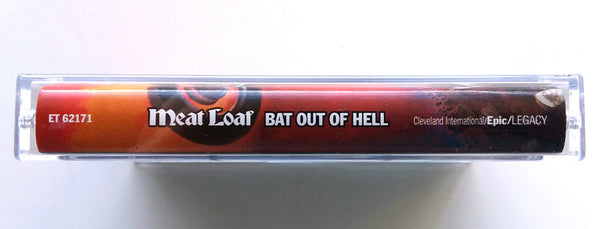 ET 62171 Meat Loaf BAT OUT OF HELL Cleveland International/Epic/LEGACY